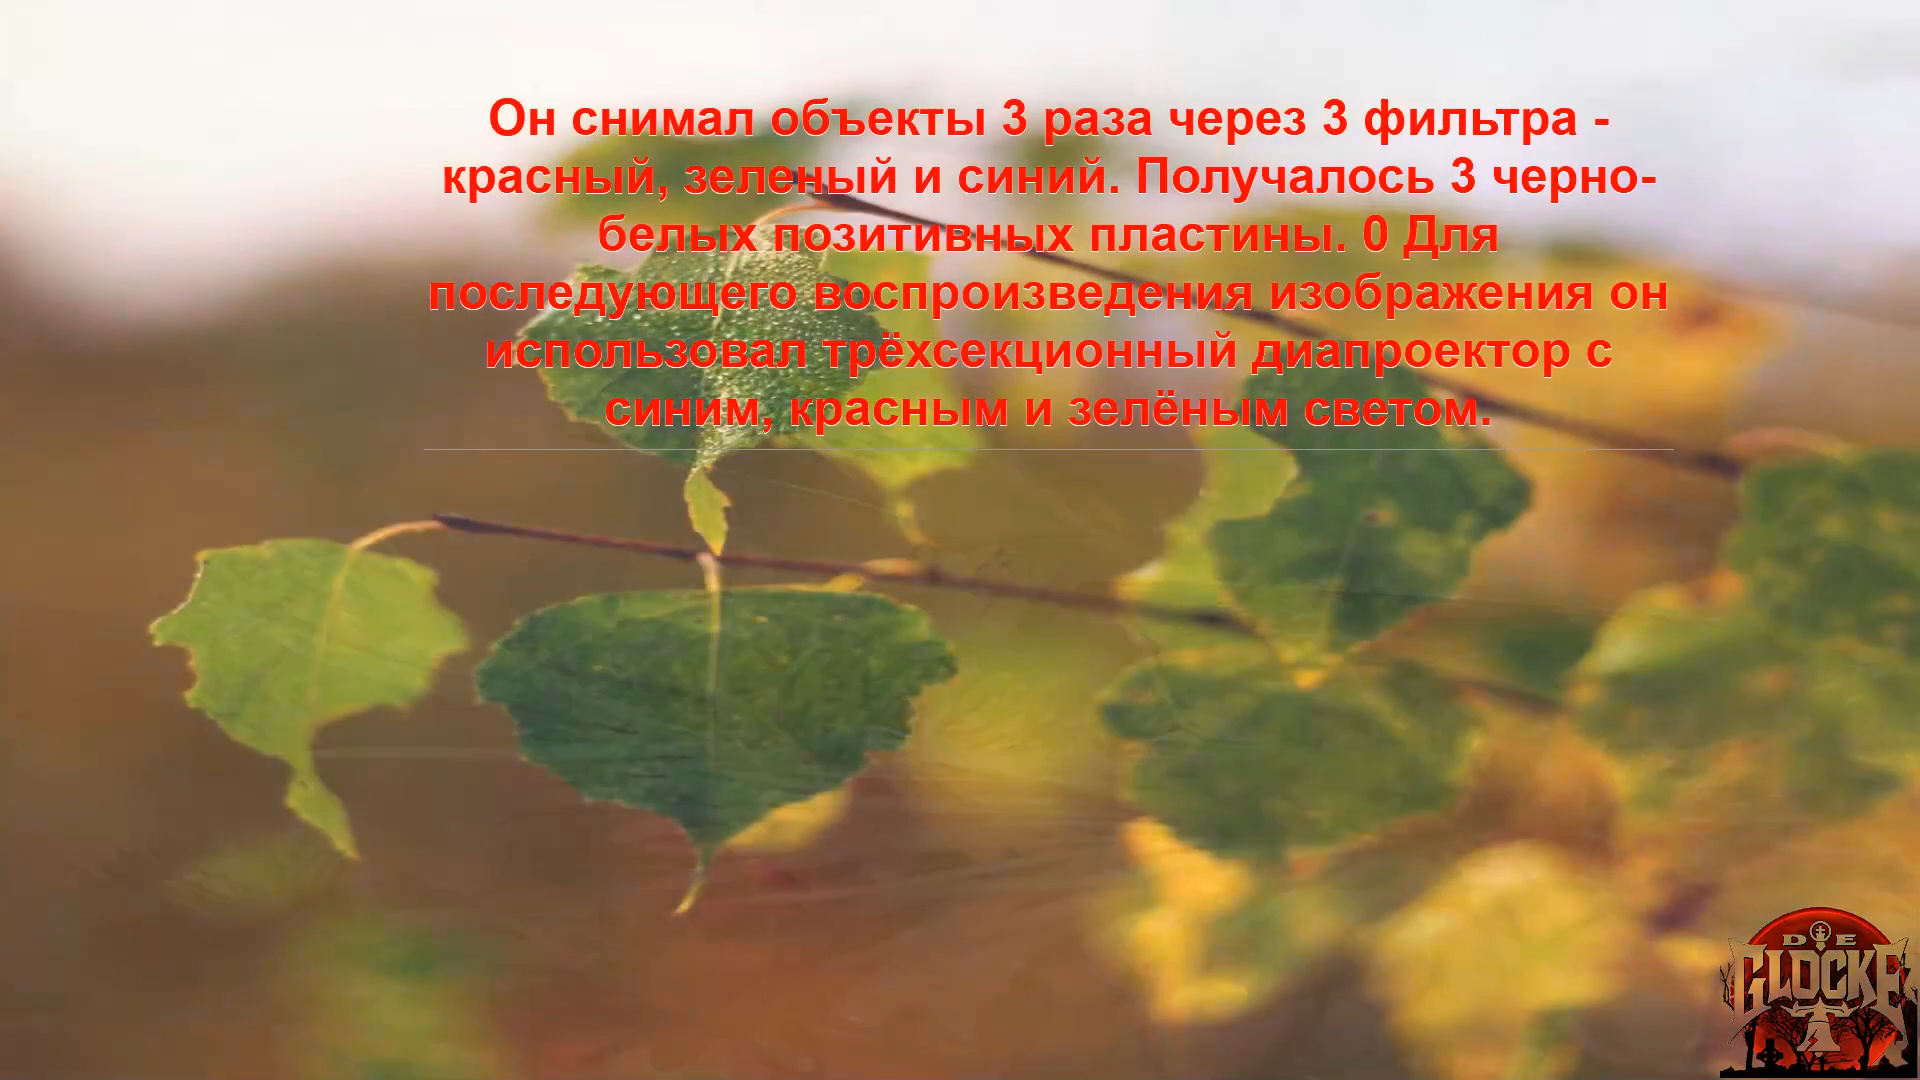 Он снимал объекты 3 раза через 3 фильтра -
красный, зеленый и синий. Получалось 3 черно-
белых позитивных пластины. 0 Для
последующего воспроизведения изображения он
использовал трёхсекционный диапроектор с
синим, красным и зелёным светом.
DIE
GLOCKE